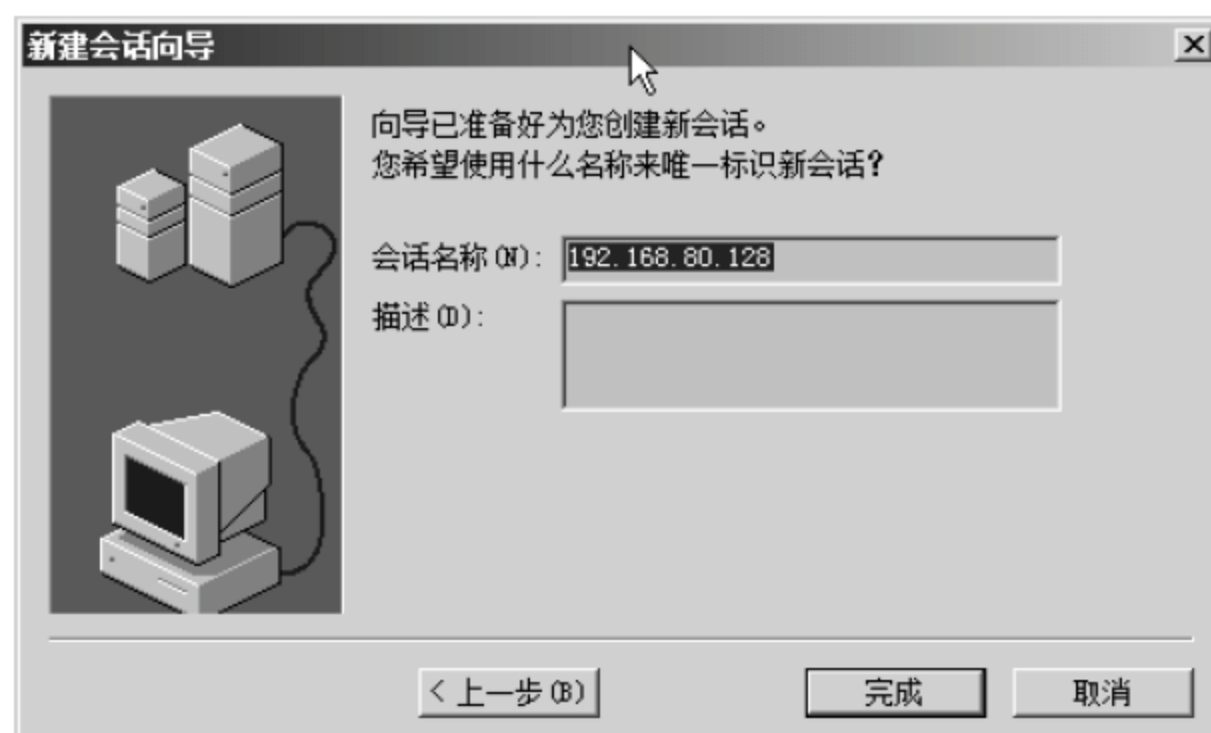 新建会话向导
向导已准备好为您创建新会话。
您希望使用什么名称来唯一标识新会话?
会话名称(N): 192.168.80.128
描述(D):
< 上一步(B) 完成 取消